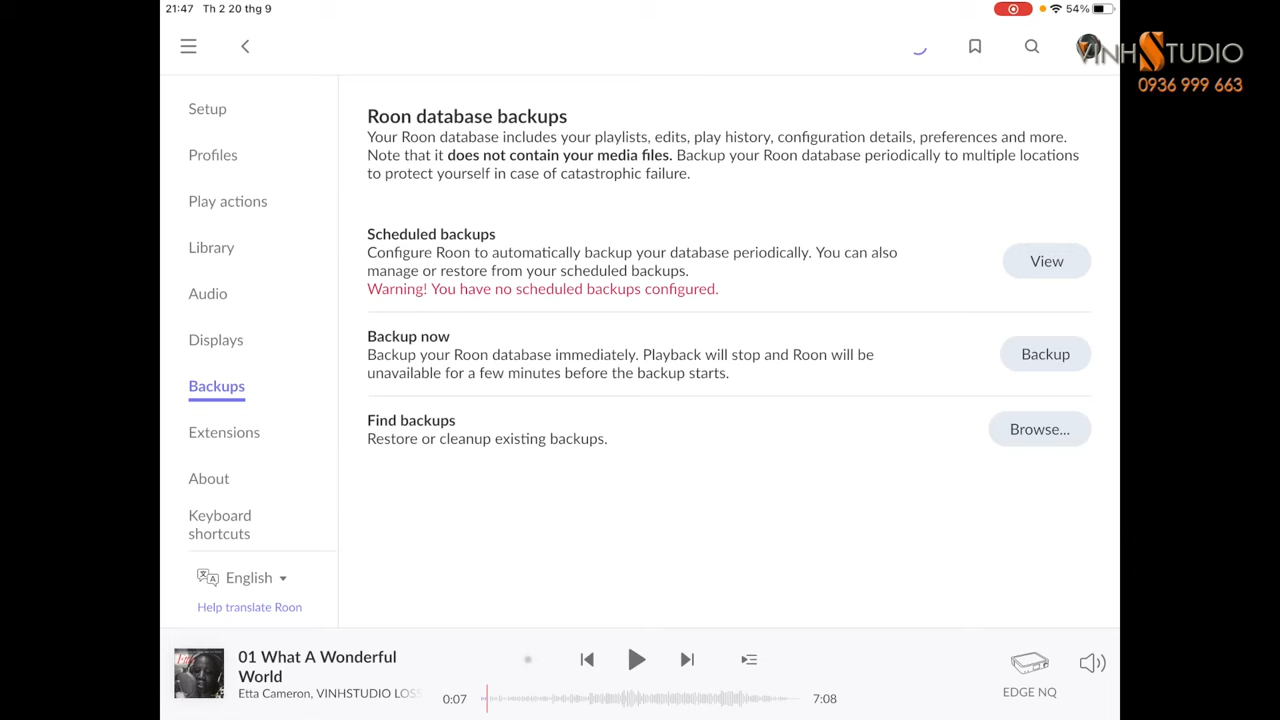 21:47 Th 2 20 thg 9
54%
VINHSTUDIO
0936 999 663
Setup
Profiles
Play actions
Library
Audio
Displays
Backups
Extensions
About
Keyboard
shortcuts
English
Help translate Roon
Roon database backups
Your Roon database includes your playlists, edits, play history, configuration details, preferences and more.
Note that it does not contain your media files. Backup your Roon database periodically to multiple locations
to protect yourself in case of catastrophic failure.
Scheduled backups
Configure Roon to automatically backup your database periodically. You can also
manage or restore from your scheduled backups.
Warning! You have no scheduled backups configured.
View
Backup now
Backup your Roon database immediately. Playback will stop and Roon will be
unavailable for a few minutes before the backup starts.
Backup
Find backups
Restore or cleanup existing backups.
Browse...
01 What A Wonderful
World
Etta Cameron, VINHSTUDIO LOSS
0:07
7:08
EDGE NQ